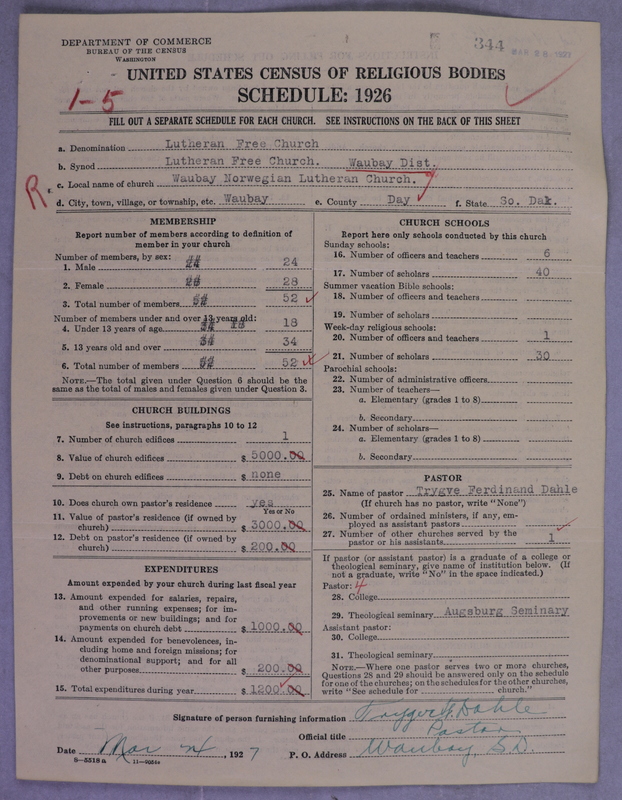 DEPARTMENT OF COMMERCE
BUREAU OF THE CENSUS
WASHINGTON
344
1-5
UNITED STATES CENSUS OF RELIGIOUS BODIES
SCHEDULE: 1926
FILL OUT A SEPARATE SCHEDULE FOR EACH CHURCH. SEE INSTRUCTIONS ON THE BACK OF THIS SHEET
a. Denomination Lutheran Free Church
b. Synod Lutheran Free Church. Waubay Dist.
R c. Local name of church Waubay Norwegian Lutheran Church.
d. City, town, village, or township, etc. Waubay e. County Day f. State So. Dak.
MEMBERSHIP
Report number of members according to definition of
member in your church
Number of members, by sex:
1. Male 24
2. Female 28
3. Total number of members 52
Number of members under and over 13 years old:
4. Under 13 years of age 18
5. 13 years old and over 34
6. Total number of members 52
NOTE.—The total given under Question 6 should be the
same as the total of males and females given under Question 3.
CHURCH BUILDINGS
See instructions, paragraphs 10 to 12
7. Number of church edifices 1
8. Value of church edifices $ 5000.00
9. Debt on church edifices $ none
10. Does church own pastor's residence yes
Yes or No
11. Value of pastor's residence (if owned by
church) $ 3000.00
12. Debt on pastor's residence (if owned by
church) $ 200.00
EXPENDITURES
Amount expended by your church during last fiscal year
13. Amount expended for salaries, repairs,
and other running expenses; for im-
provements or new buildings; and for
payments on church debt $ 1000.00
14. Amount expended for benevolences, in-
cluding home and foreign missions; for
denominational support; and for all
other purposes $ 200.00
15. Total expenditures during year $ 1200.00
CHURCH SCHOOLS
Report here only schools conducted by this church
Sunday schools:
16. Number of officers and teachers 6
17. Number of scholars 40
Summer vacation Bible schools:
18. Number of officers and teachers
19. Number of scholars
Week-day religious schools:
20. Number of officers and teachers 1
21. Number of scholars 30
Parochial schools:
22. Number of administrative officers
23. Number of teachers—
a. Elementary (grades 1 to 8)
b. Secondary
24. Number of scholars—
a. Elementary (grades 1 to 8)
b. Secondary
PASTOR
25. Name of pastor Trygve Ferdinand Dahle
(If church has no pastor, write "None")
26. Number of ordained ministers, if any, em-
ployed as assistant pastors
27. Number of other churches served by the
pastor or his assistants 1
If pastor (or assistant pastor) is a graduate of a college or
theological seminary, give name of institution below. (If
not a graduate, write "No" in the space indicated.)
Pastor: 4
28. College
29. Theological seminary Augsburg Seminary
Assistant pastor:
30. College
31. Theological seminary
NOTE.—Where one pastor serves two or more churches,
Questions 28 and 29 should be answered only on the schedule
for one of the churches; on the schedules for the other churches,
write "See schedule for church."
Signature of person furnishing information Trygve F. Dahle
Official title Pastor
Date Mar 24, 1927 P. O. Address Waubay, S.D.
8—5518 a